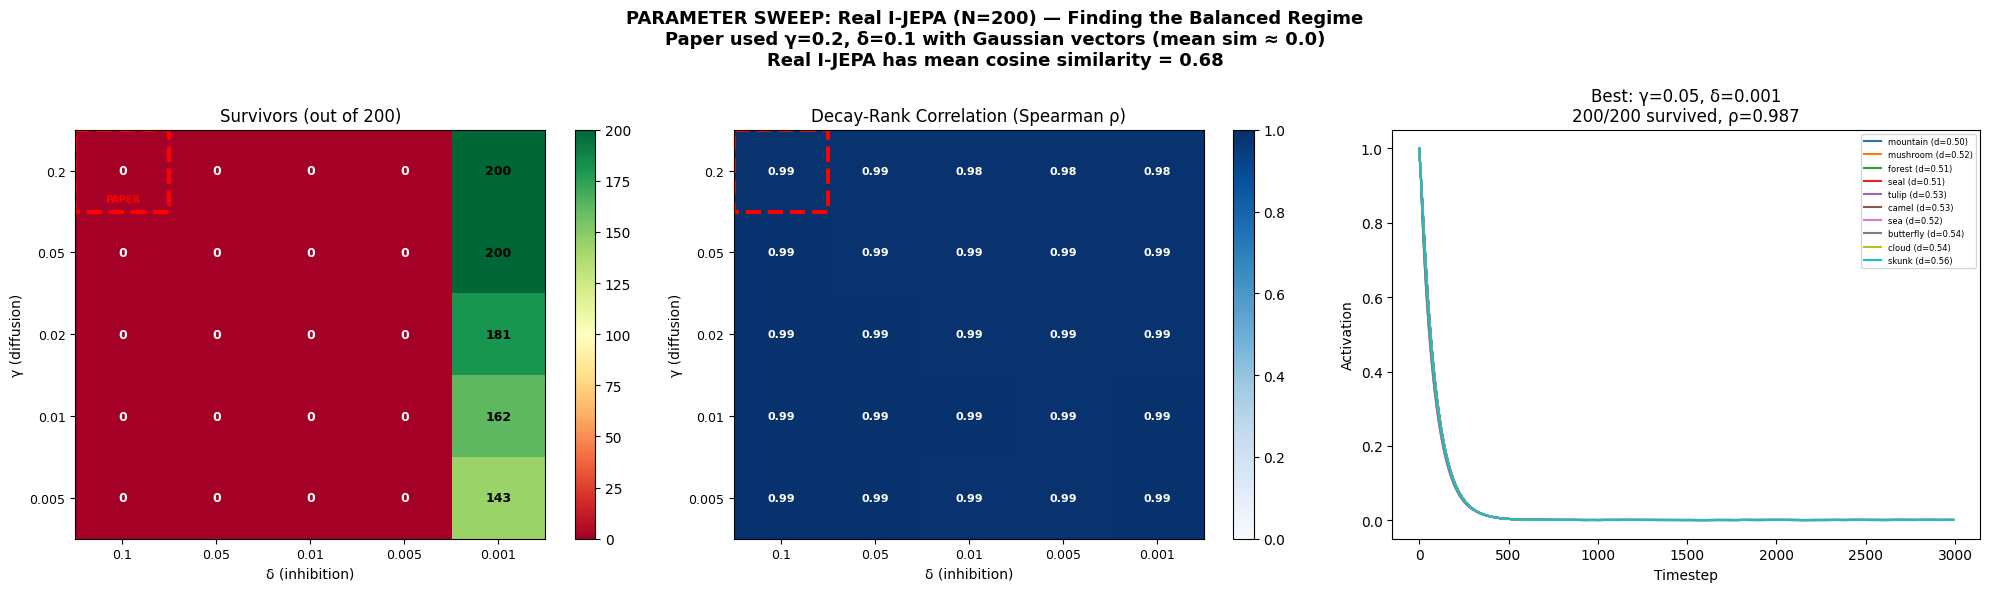 PARAMETER SWEEP: Real I-JEPA (N=200) — Finding the Balanced Regime
Paper used γ=0.2, δ=0.1 with Gaussian vectors (mean sim ≈ 0.0)
Real I-JEPA has mean cosine similarity = 0.68
Survivors (out of 200)
0.2
0.05
0.02
0.01
0.005
γ (diffusion)
0 0 0 0 200
PAPER
0 0 0 0 200
0 0 0 0 181
0 0 0 0 162
0 0 0 0 143
0.1 0.05 0.01 0.005 0.001
δ (inhibition)
200
175
150
125
100
75
50
25
0
Decay-Rank Correlation (Spearman ρ)
0.2
0.05
0.02
0.01
0.005
γ (diffusion)
0.99 0.99 0.98 0.98 0.98
0.99 0.99 0.99 0.99 0.99
0.99 0.99 0.99 0.99 0.99
0.99 0.99 0.99 0.99 0.99
0.99 0.99 0.99 0.99 0.99
0.1 0.05 0.01 0.005 0.001
δ (inhibition)
1.0
0.8
0.6
0.4
0.2
0.0
Best: γ=0.05, δ=0.001
200/200 survived, ρ=0.987
1.0
0.8
0.6
0.4
0.2
0.0
Activation
mountain (d=0.50)
mushroom (d=0.52)
forest (d=0.51)
seal (d=0.51)
tulip (d=0.53)
camel (d=0.53)
sea (d=0.52)
butterfly (d=0.54)
cloud (d=0.54)
skunk (d=0.56)
0 500 1000 1500 2000 2500 3000
Timestep